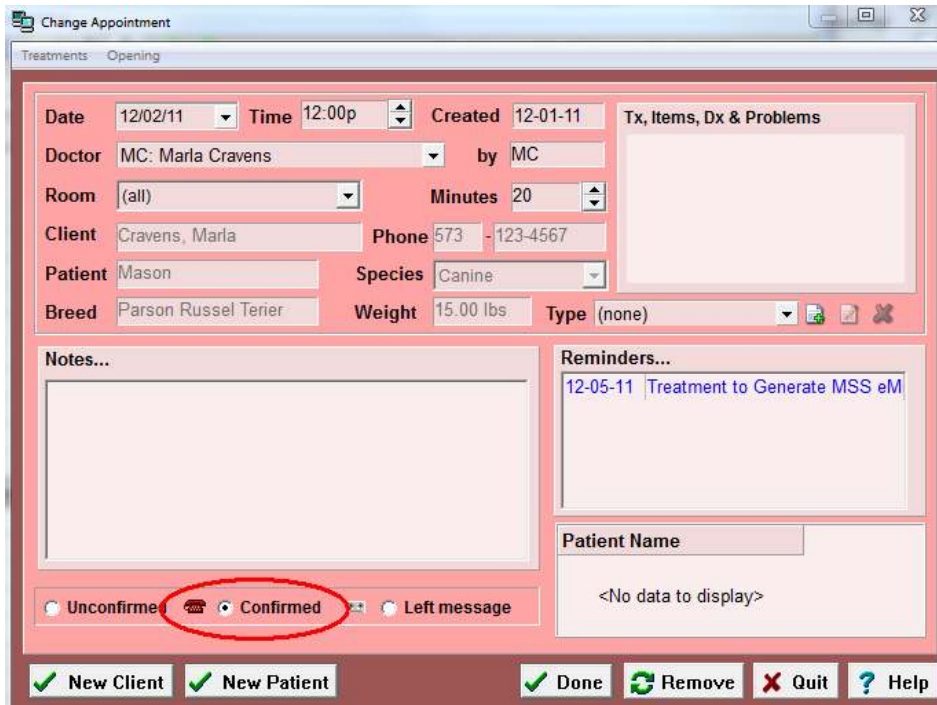 Change Appointment
Treatments Opening
Date 12/02/11 Time 12:00p Created 12-01-11 Tx, Items, Dx & Problems
Doctor MC: Marla Cravens by MC
Room (all) Minutes 20
Client Cravens, Marla Phone 573 -123-4567
Patient Mason Species Canine
Breed Parson Russel Terier Weight 15.00 lbs Type (none)
Notes...
Reminders...
12-05-11 Treatment to Generate MSS eM
Patient Name
<No data to display>
Unconfirmed Confirmed Left message
New Client New Patient Done Remove Quit ? Help